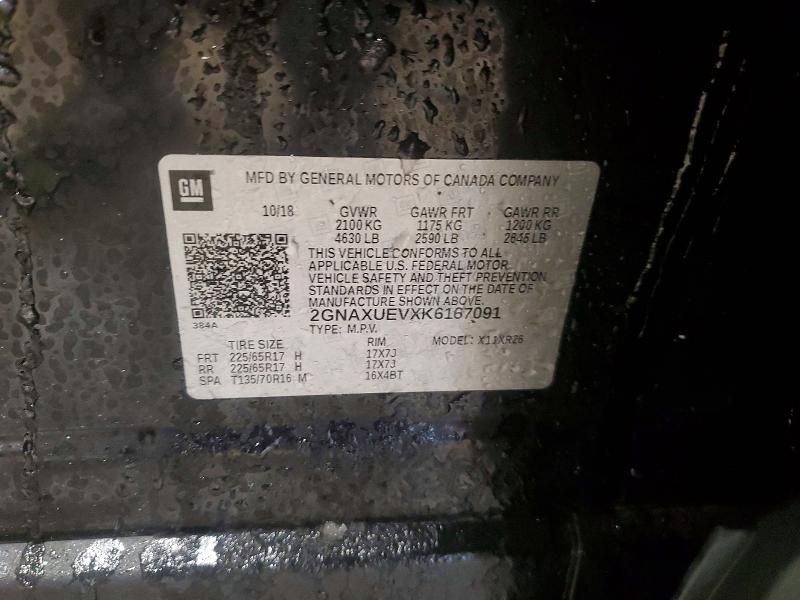 GM
MFD BY GENERAL MOTORS OF CANADA COMPANY
10/18 GVWR GAWR FRT GAWR RR
2100 KG 1175 KG 1200 KG
4630 LB 2590 LB 2645 LB
THIS VEHICLE CONFORMS TO ALL
APPLICABLE U.S. FEDERAL MOTOR
VEHICLE SAFETY AND THEFT PREVENTION
STANDARDS IN EFFECT ON THE DATE OF
MANUFACTURE SHOWN ABOVE.
2GNAXUEVXK6167091
384A
TYPE: M.P.V. MODEL: X11XR26
TIRE SIZE RIM
FRT 225/65R17 H 17X7J
RR 225/65R17 H 17X7J
SPA T135/70R16 M 16X4BT